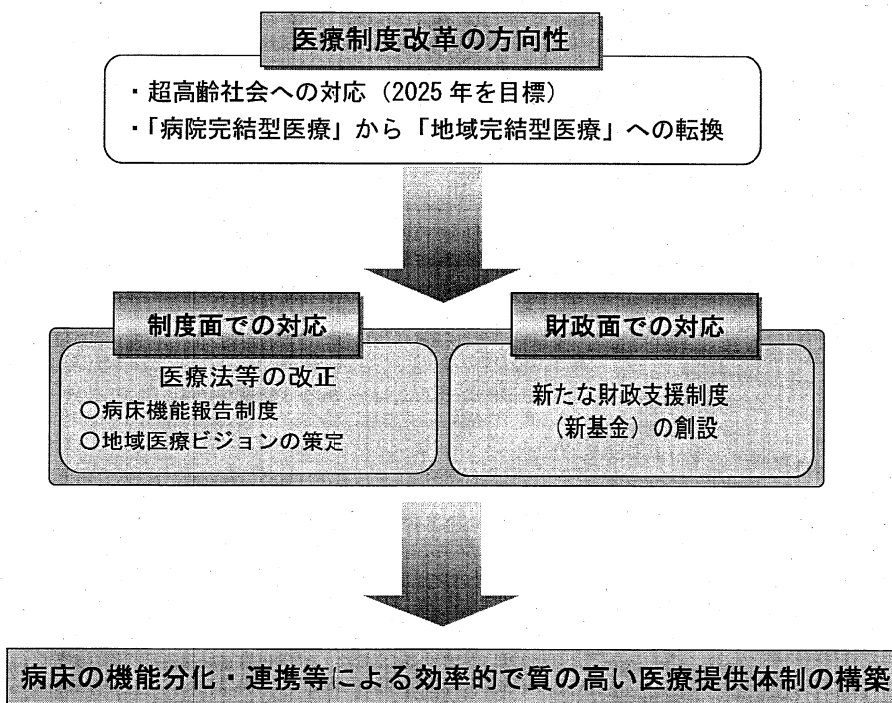 医療制度改革の方向性
・超高齢社会への対応（2025年を目標）
・「病院完結型医療」から「地域完結型医療」への転換
制度面での対応
医療法等の改正
○病床機能報告制度
○地域医療ビジョンの策定
財政面での対応
新たな財政支援制度
（新基金）の創設
病床の機能分化・連携等による効率的で質の高い医療提供体制の構築